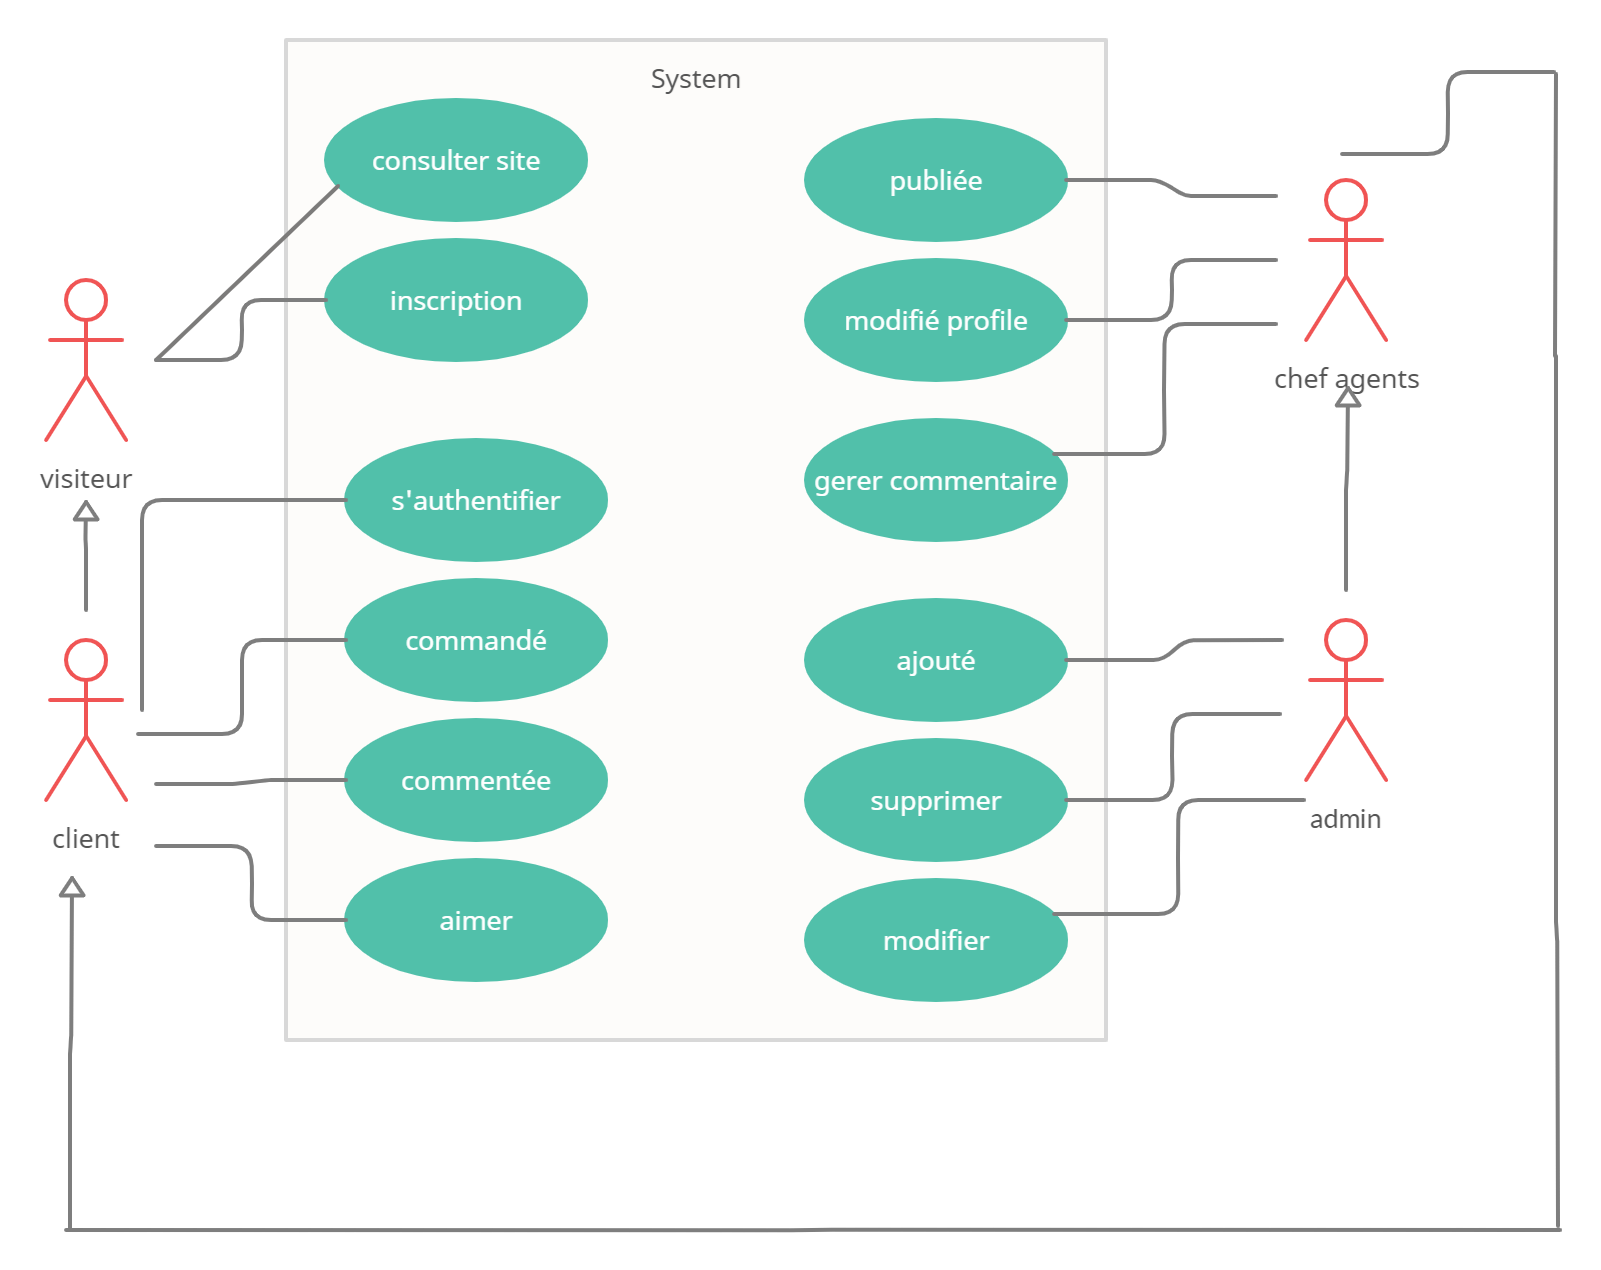 System
consulter site
inscription
s'authentifier
commandé
commentée
aimer
publiée
modifié profile
gerer commentaire
ajouté
supprimer
modifier
visiteur
client
chef agents
admin